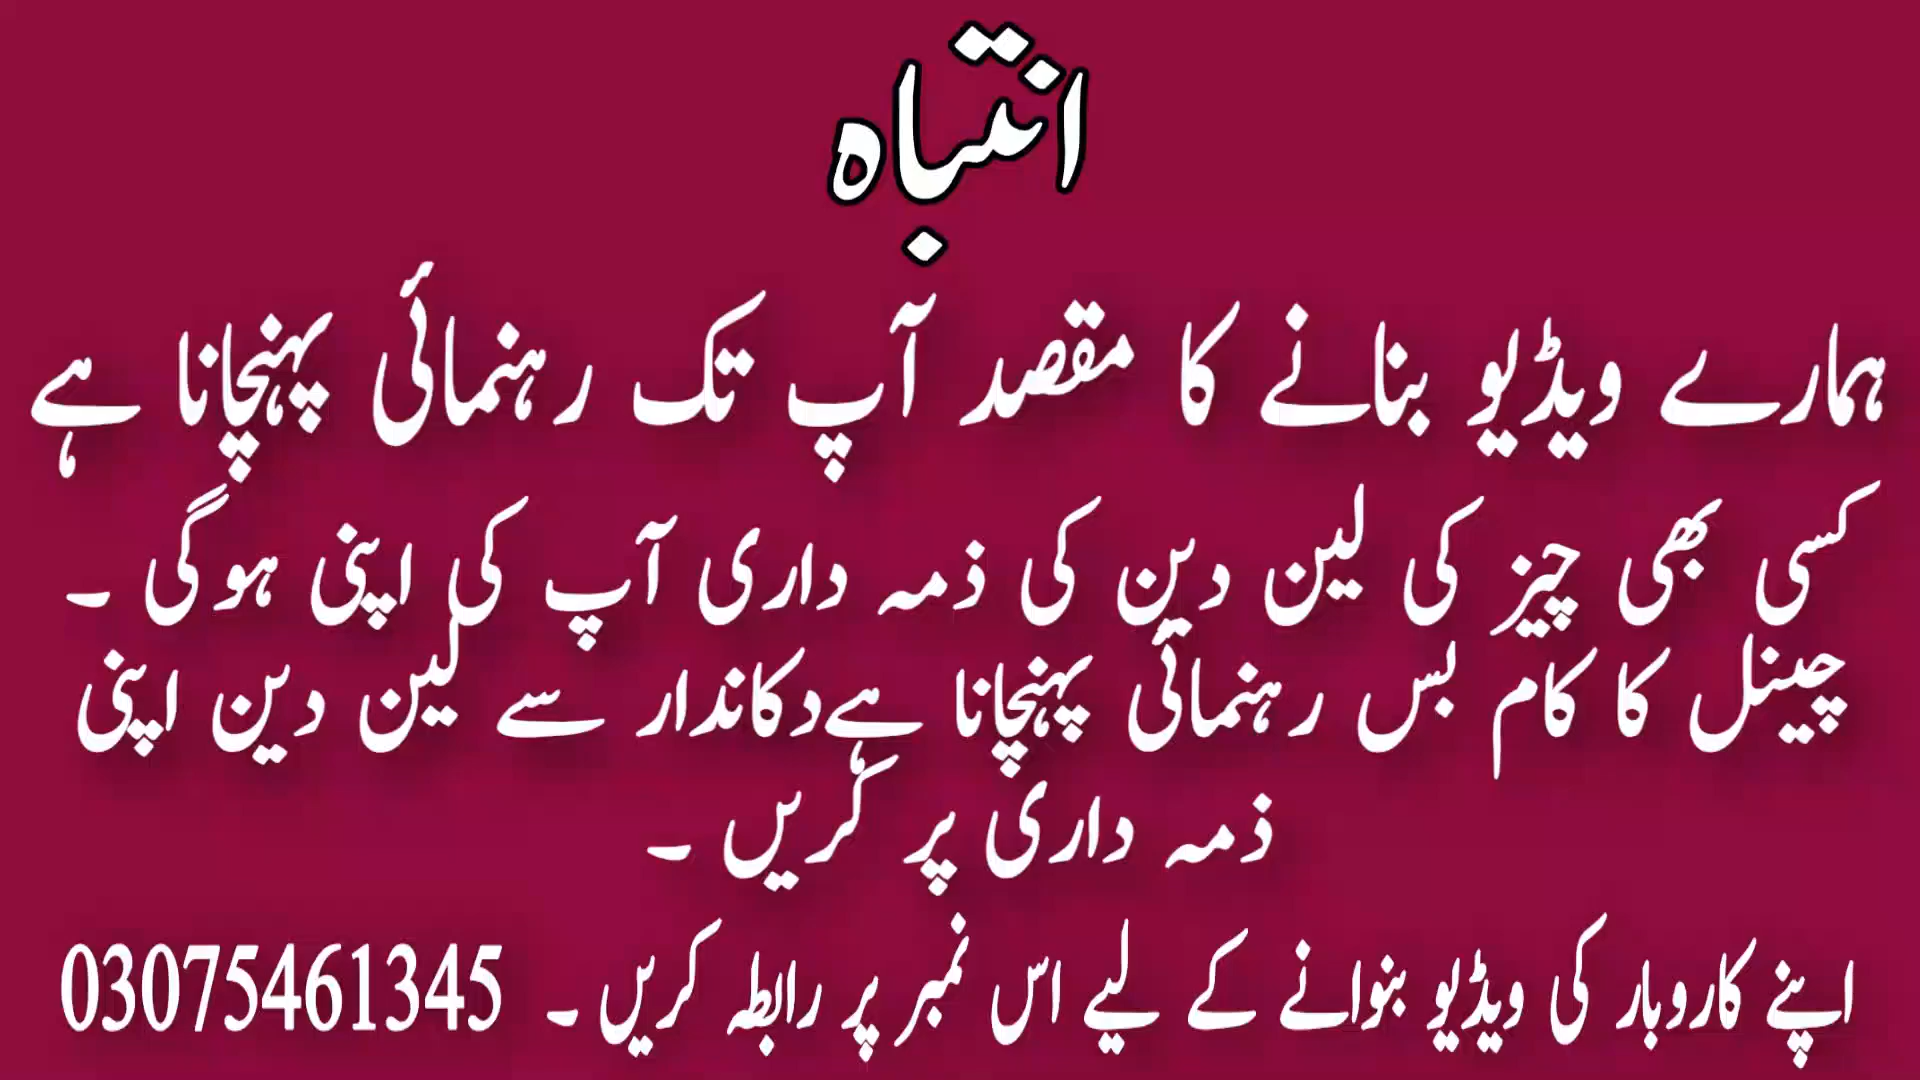 انتباہ
ہمارے ویڈیو بنانے کا مقصد آپ تک رہنمائی پہنچانا ہے
کسی بھی چیز کی لین دین کی ذمہ داری آپ کی اپنی ہوگی ۔
چینل کا کام بس رہنمائی پہنچانا ہےدکاندار سے لین دین اپنی
ذمہ داری پر کریں ۔
اپنے کاروبار کی ویڈیو بنوانے کے لیے اس نمبر پر رابطہ کریں ۔ 03075461345